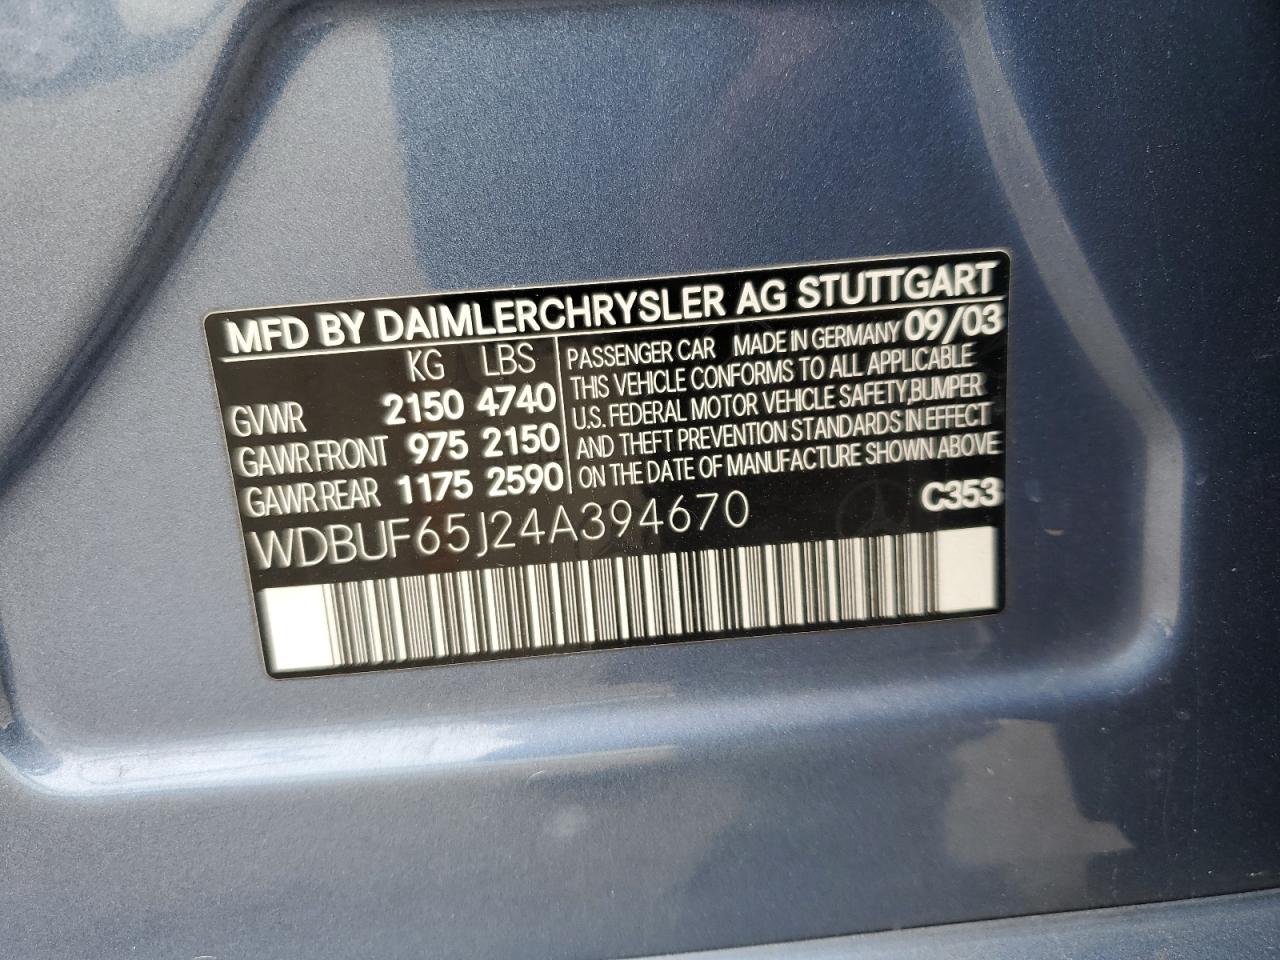 MFD BY DAIMLERCHRYSLER AG STUTTGART
KG LBS
GVWR 2150 4740
GAWR FRONT 975 2150
GAWR REAR 1175 2590
PASSENGER CAR MADE IN GERMANY 09/03
THIS VEHICLE CONFORMS TO ALL APPLICABLE
U.S. FEDERAL MOTOR VEHICLE SAFETY,BUMPER
AND THEFT PREVENTION STANDARDS IN EFFECT
ON THE DATE OF MANUFACTURE SHOWN ABOVE
WDBUF65J24A394670
C353